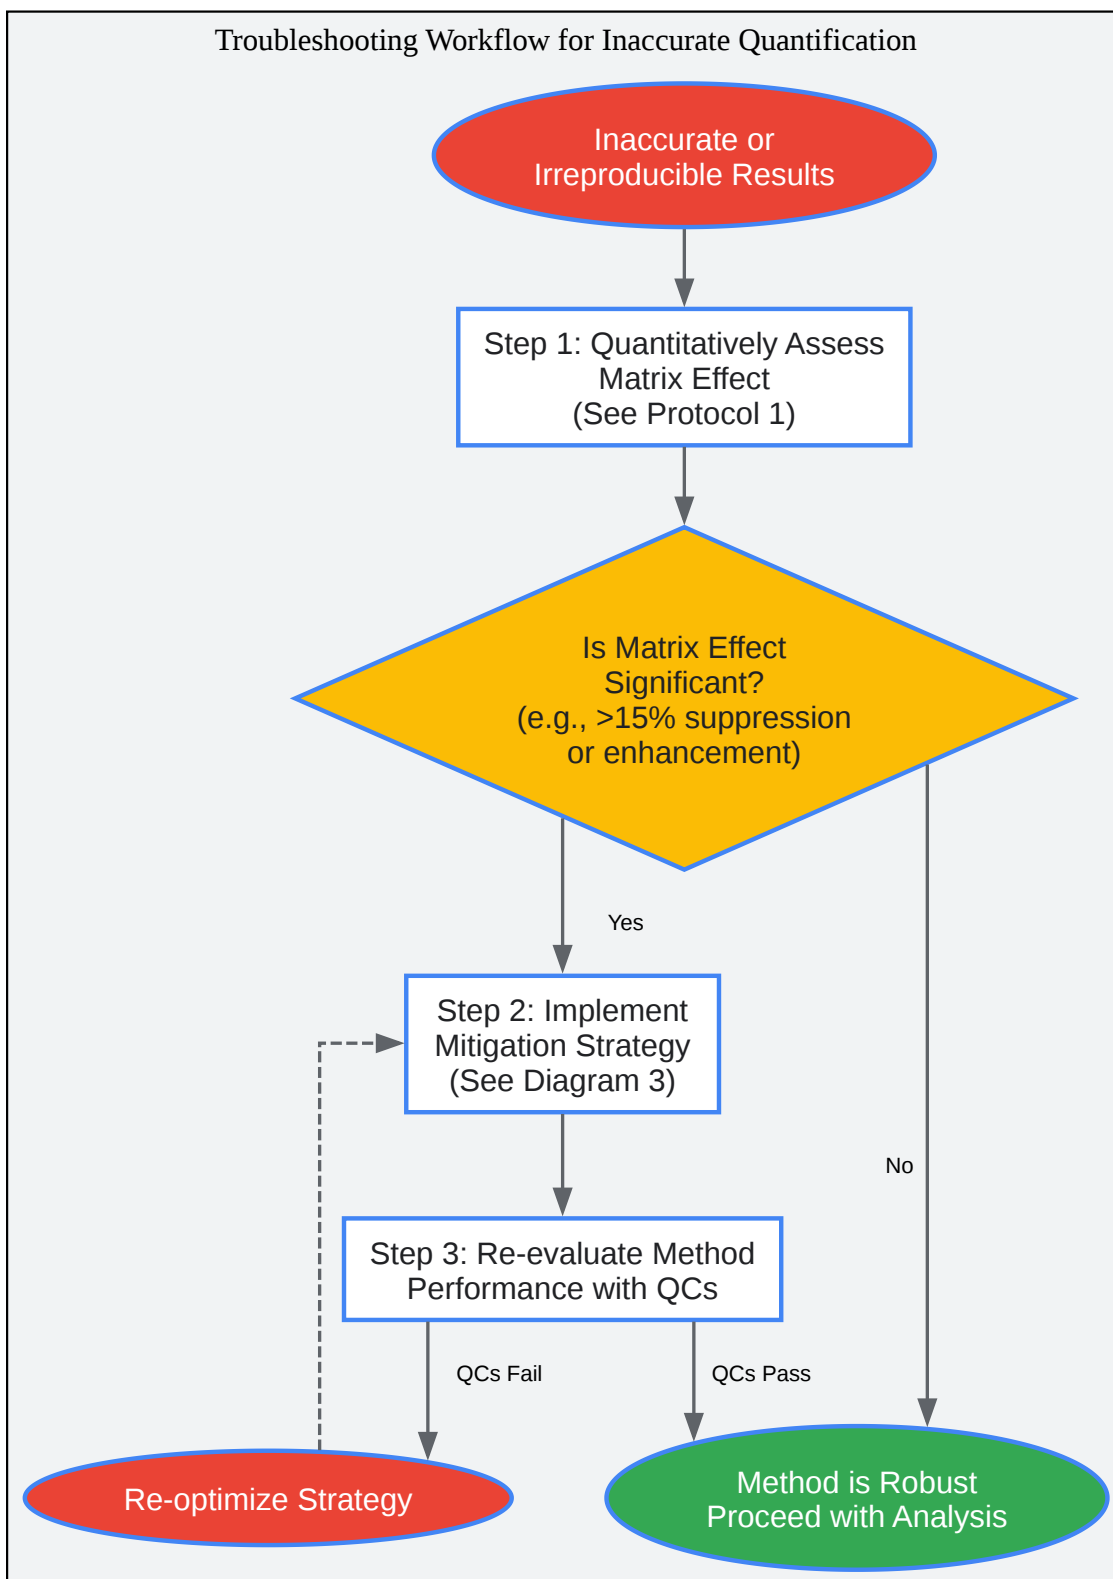 Troubleshooting Workflow for Inaccurate Quantification
Inaccurate or
Irreproducible Results
Step 1: Quantitatively Assess
Matrix Effect
(See Protocol 1)
Is Matrix Effect
Significant?
(e.g., >15% suppression
or enhancement)
Yes
Step 2: Implement
Mitigation Strategy
(See Diagram 3)
No
Step 3: Re-evaluate Method
Performance with QCs
QCs Fail
QCs Pass
Re-optimize Strategy
Method is Robust
Proceed with Analysis